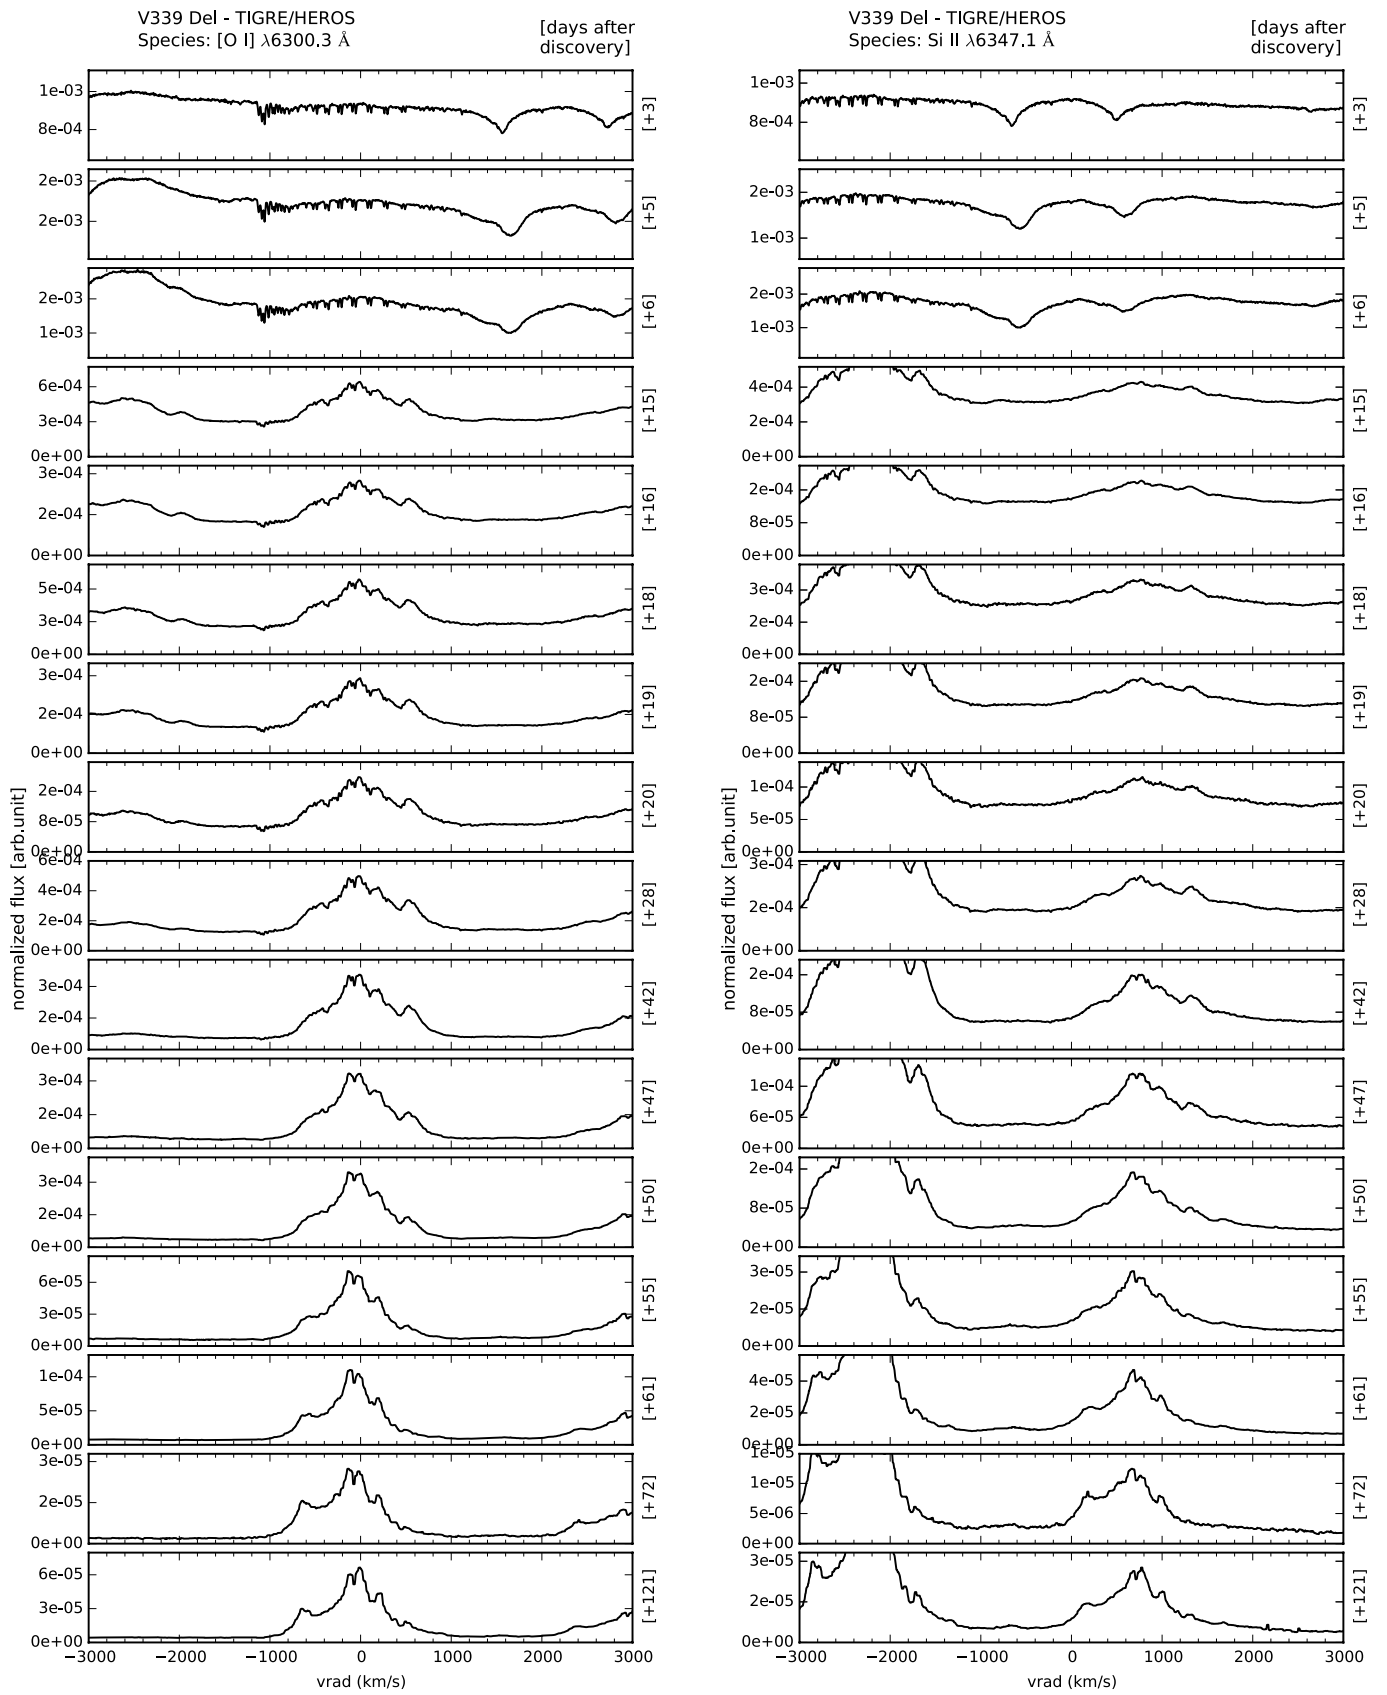 V339 Del - TIGRE/HEROS
Species: [O I] λ6300.3 Å
[days after
discovery]
1e-03
8e-04
[+3]
2e-03
2e-03
[+5]
2e-03
1e-03
[+6]
6e-04
3e-04
0e+00
[+15]
3e-04
2e-04
0e+00
[+16]
5e-04
3e-04
0e+00
[+18]
3e-04
2e-04
0e+00
[+19]
2e-04
8e-05
0e+00
[+20]
6e-04
4e-04
2e-04
0e+00
[+28]
3e-04
2e-04
0e+00
[+42]
3e-04
2e-04
0e+00
[+47]
2e-04
0e+00
[+50]
6e-05
3e-05
0e+00
[+55]
1e-04
5e-05
0e+00
[+61]
3e-05
2e-05
0e+00
[+72]
6e-05
3e-05
0e+00
[+121]
normalized flux [arb.unit]
−3000 −2000 −1000 0 1000 2000 3000
vrad (km/s)
V339 Del - TIGRE/HEROS
Species: Si II λ6347.1 Å
[days after
discovery]
1e-03
8e-04
[+3]
2e-03
1e-03
[+5]
2e-03
1e-03
[+6]
4e-04
2e-04
0e+00
[+15]
2e-04
8e-05
0e+00
[+16]
3e-04
2e-04
0e+00
[+18]
2e-04
8e-05
0e+00
[+19]
1e-04
5e-05
0e+00
[+20]
3e-04
2e-04
0e+00
[+28]
2e-04
8e-05
0e+00
[+42]
1e-04
6e-05
0e+00
[+47]
2e-04
8e-05
0e+00
[+50]
3e-05
2e-05
0e+00
[+55]
4e-05
2e-05
0e+00
[+61]
1e-05
1e-05
5e-06
0e+00
[+72]
3e-05
2e-05
0e+00
[+121]
normalized flux [arb.unit]
−3000 −2000 −1000 0 1000 2000 3000
vrad (km/s)